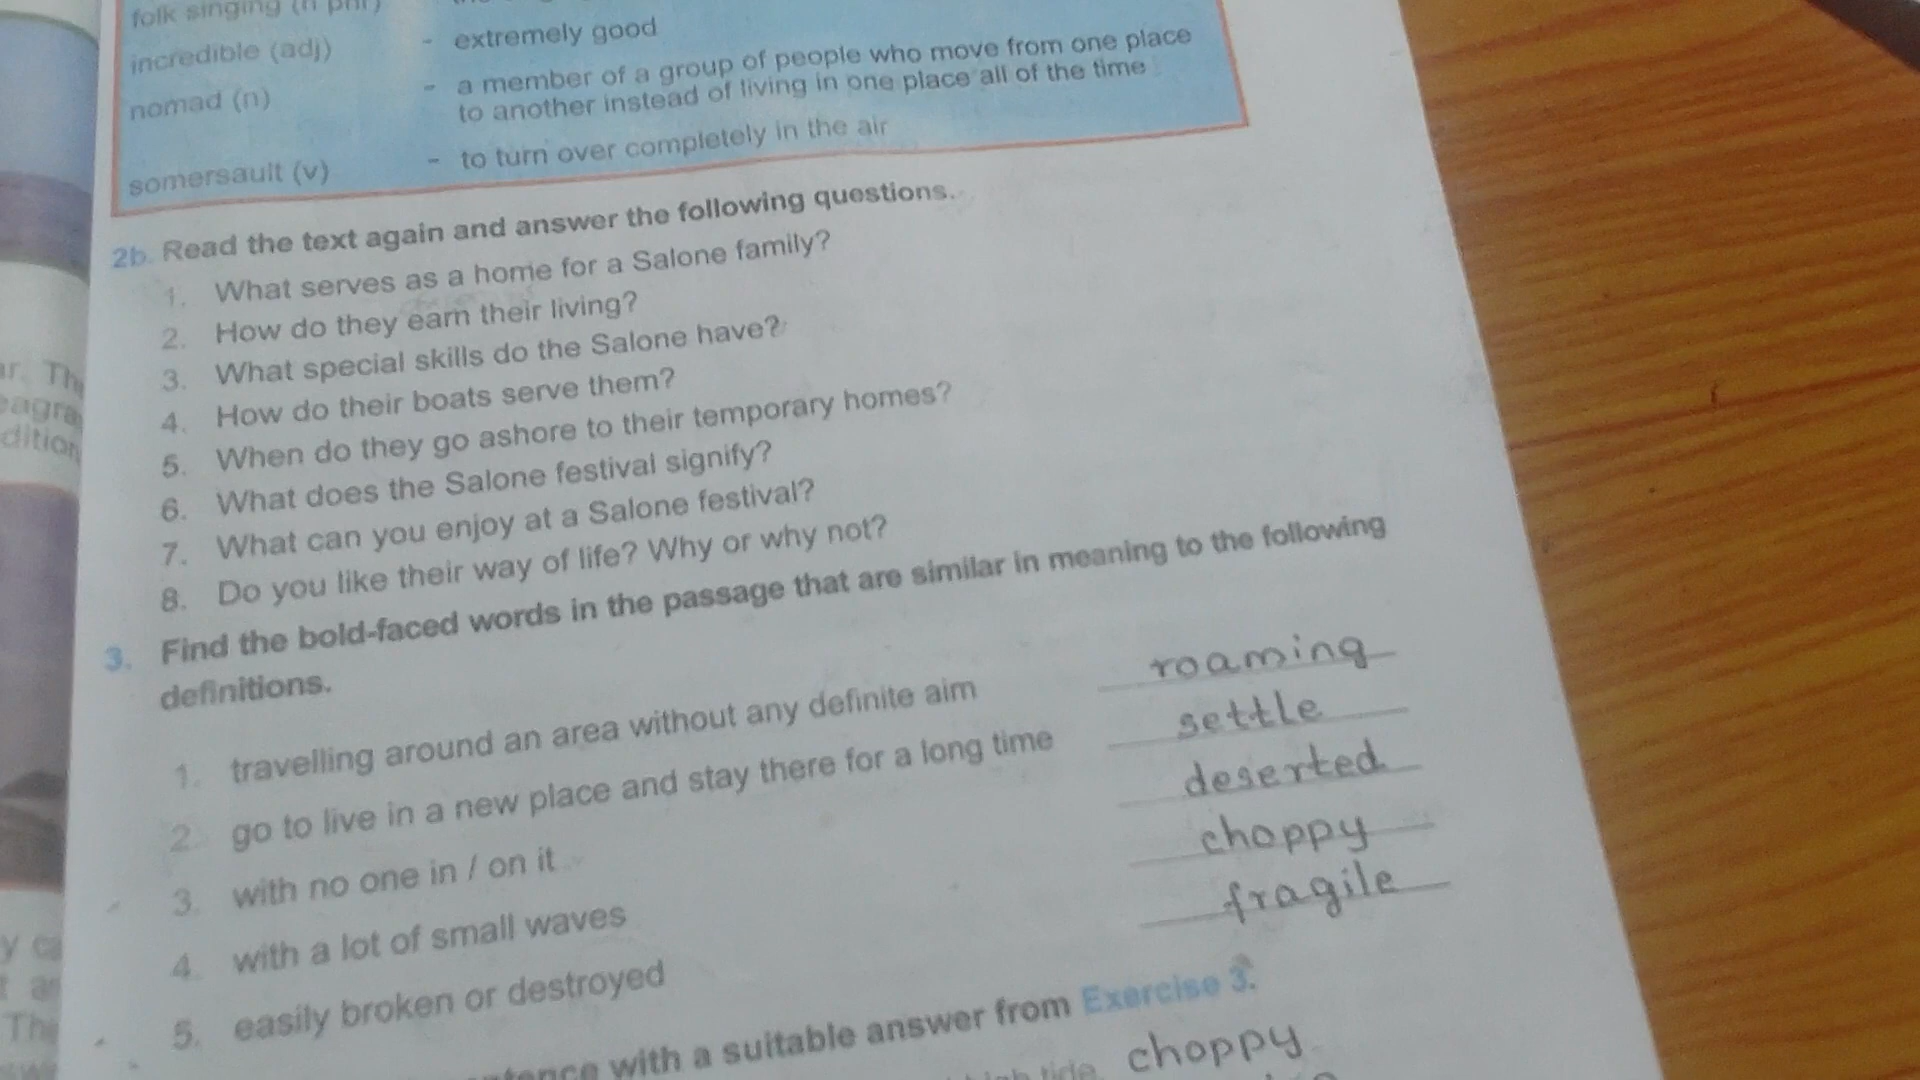 folk singing (n phr)
incredible (adj) - extremely good
nomad (n) - a member of a group of people who move from one place
to another instead of living in one place all of the time
somersault (v) - to turn over completely in the air
2b. Read the text again and answer the following questions.
1. What serves as a home for a Salone family?
2. How do they earn their living?
3. What special skills do the Salone have?
4. How do their boats serve them?
5. When do they go ashore to their temporary homes?
6. What does the Salone festival signify?
7. What can you enjoy at a Salone festival?
8. Do you like their way of life? Why or why not?
3. Find the bold-faced words in the passage that are similar in meaning to the following
definitions.
1. travelling around an area without any definite aim roaming
2. go to live in a new place and stay there for a long time settle
3. with no one in / on it deserted
4. with a lot of small waves choppy
5. easily broken or destroyed fragile
with a suitable answer from Exercise 3.
tide. choppy